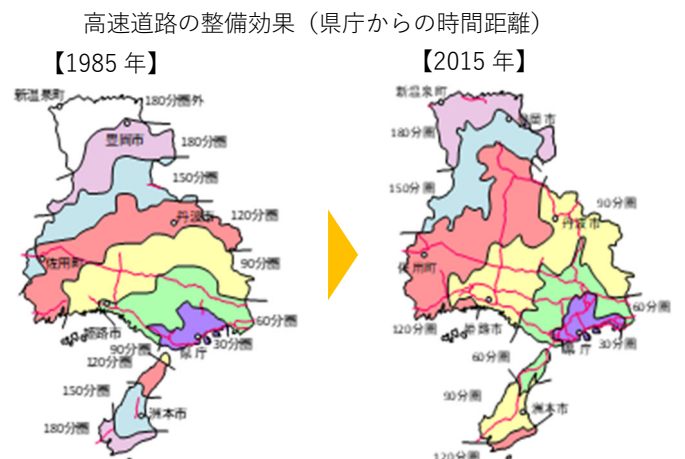 高速道路の整備効果（県庁からの時間距離）
【1985 年】
新温泉町
180分圏外
豊岡市
180分圏
150分圏
丹波市
120分圏
佐用町
90分圏
60分圏
姫路市
30分圏
90分圏
県庁
120分圏
150分圏
洲本市
180分圏
【2015 年】
新温泉町
豊岡市
180分圏
150分圏
90分圏
丹波市
佐用町
60分圏
120分圏
姫路市
30分圏
県庁
60分圏
90分圏
洲本市
120分圏